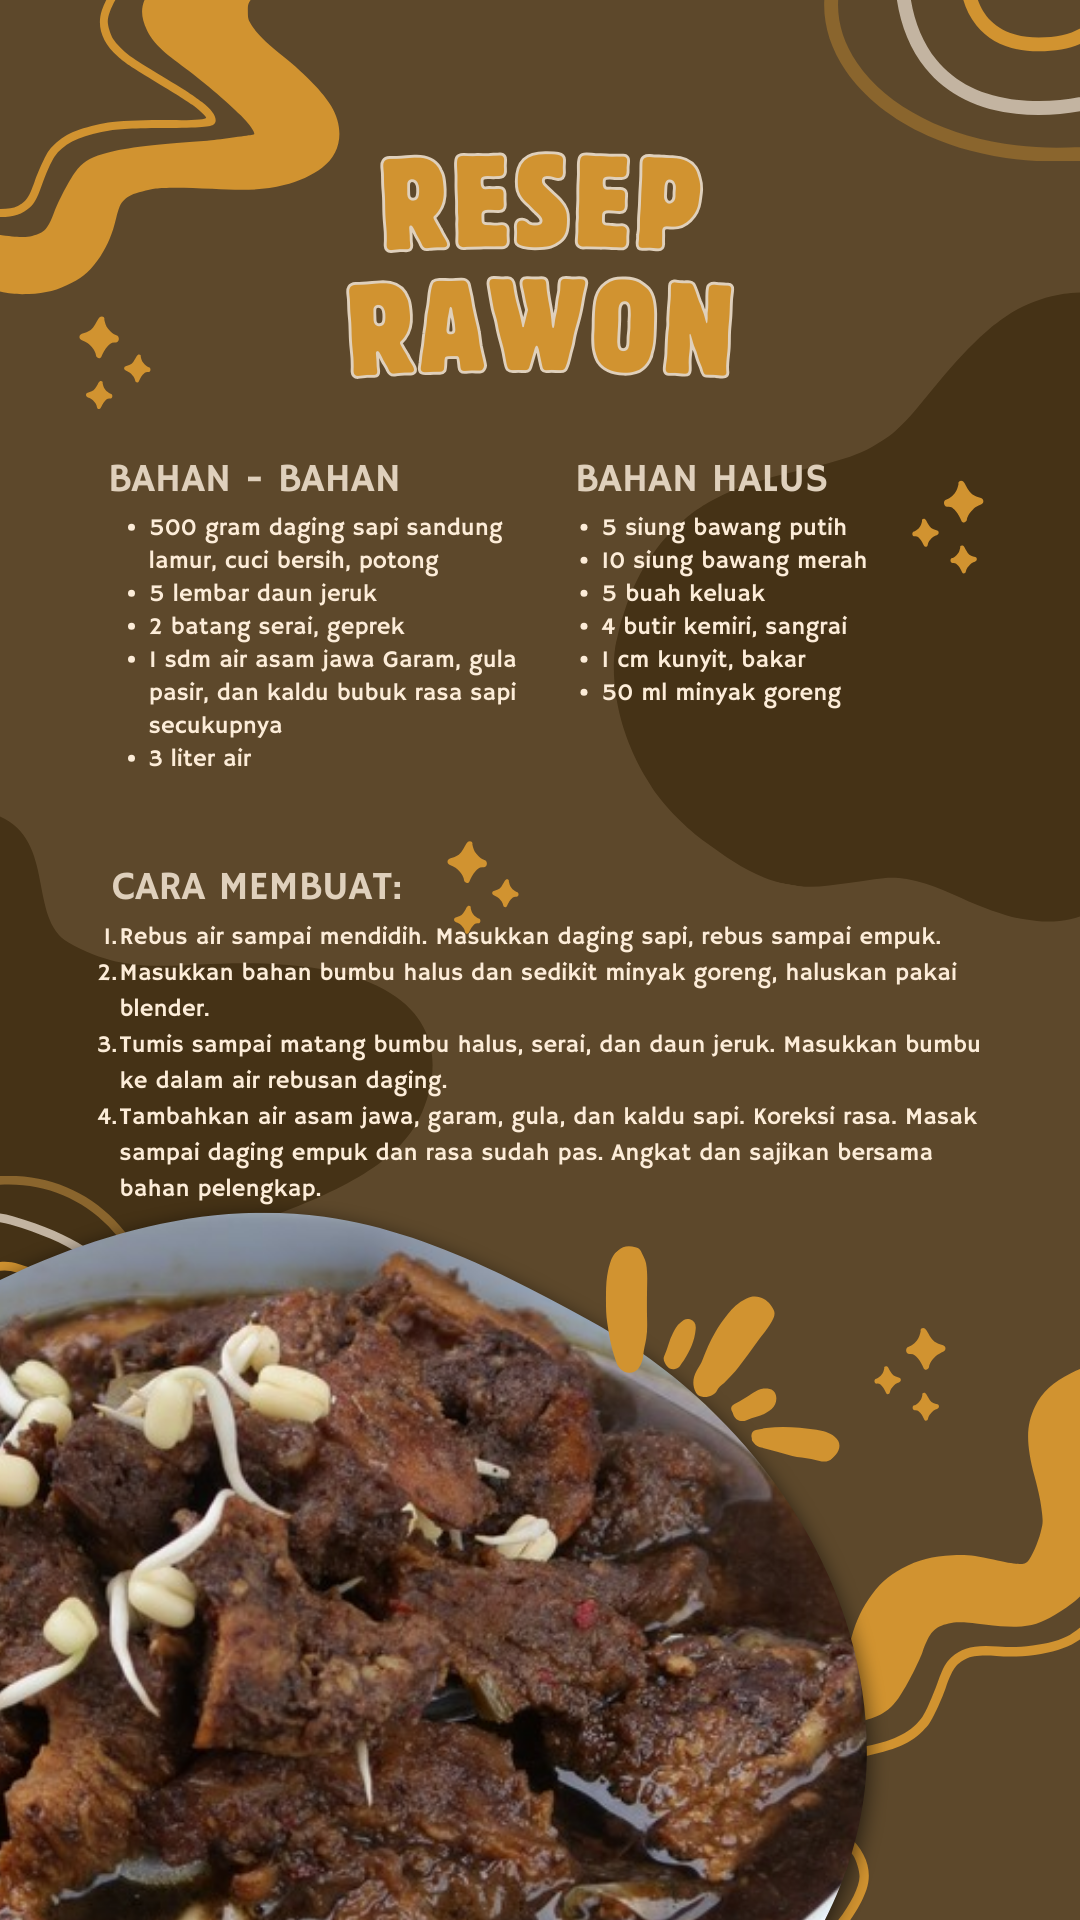 RESEP
RAWON
BAHAN - BAHAN
• 500 gram daging sapi sandung
lamur, cuci bersih, potong
• 5 lembar daun jeruk
• 2 batang serai, geprek
• 1 sdm air asam jawa Garam, gula
pasir, dan kaldu bubuk rasa sapi
secukupnya
• 3 liter air
BAHAN HALUS
• 5 siung bawang putih
• 10 siung bawang merah
• 5 buah keluak
• 4 butir kemiri, sangrai
• 1 cm kunyit, bakar
• 50 ml minyak goreng
CARA MEMBUAT:
1. Rebus air sampai mendidih. Masukkan daging sapi, rebus sampai empuk.
2. Masukkan bahan bumbu halus dan sedikit minyak goreng, haluskan pakai
blender.
3. Tumis sampai matang bumbu halus, serai, dan daun jeruk. Masukkan bumbu
ke dalam air rebusan daging.
4. Tambahkan air asam jawa, garam, gula, dan kaldu sapi. Koreksi rasa. Masak
sampai daging empuk dan rasa sudah pas. Angkat dan sajikan bersama
bahan pelengkap.